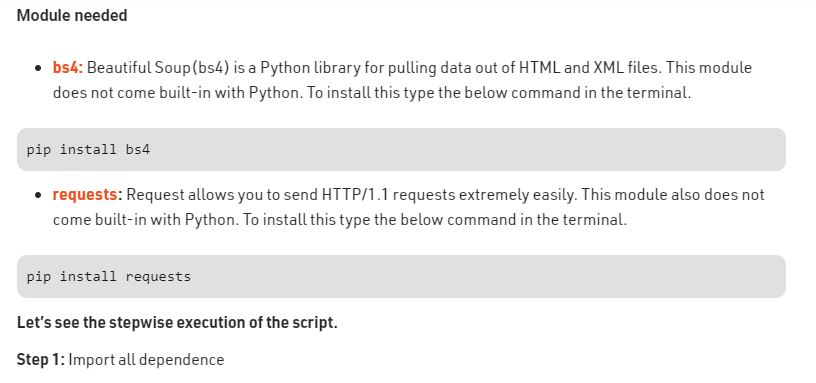 Module needed
bs4: Beautiful Soup(bs4) is a Python library for pulling data out of HTML and XML files. This module
does not come built-in with Python. To install this type the below command in the terminal.
pip install bs4
requests: Request allows you to send HTTP/1.1 requests extremely easily. This module also does not
come built-in with Python. To install this type the below command in the terminal.
pip install requests
Let's see the stepwise execution of the script.
Step 1: Import all dependence